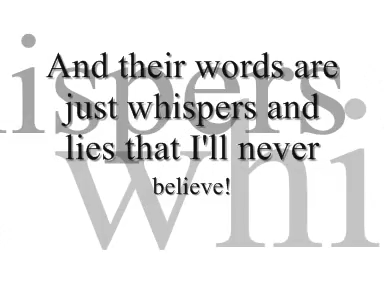 And their words are
just whispers and
lies that I'll never
believe!
ispers.
whi